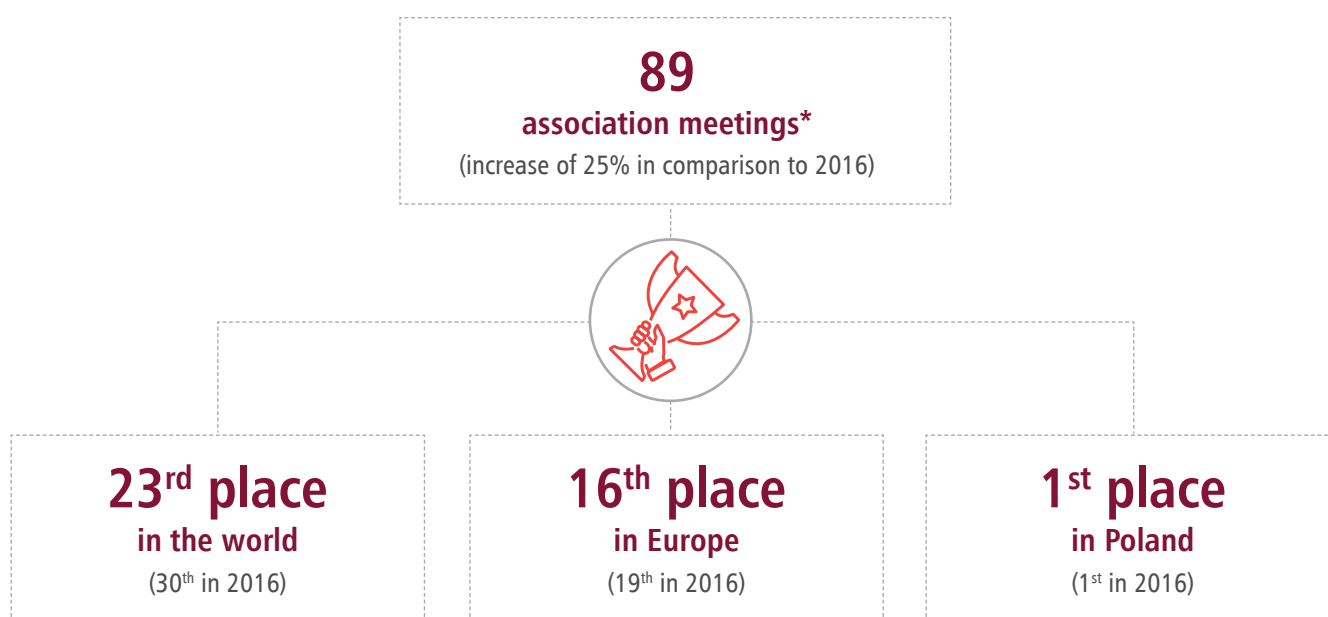 89
association meetings*
(increase of 25% in comparison to 2016)
23rd place
in the world
(30th in 2016)
16th place
in Europe
(19th in 2016)
1st place
in Poland
(1st in 2016)